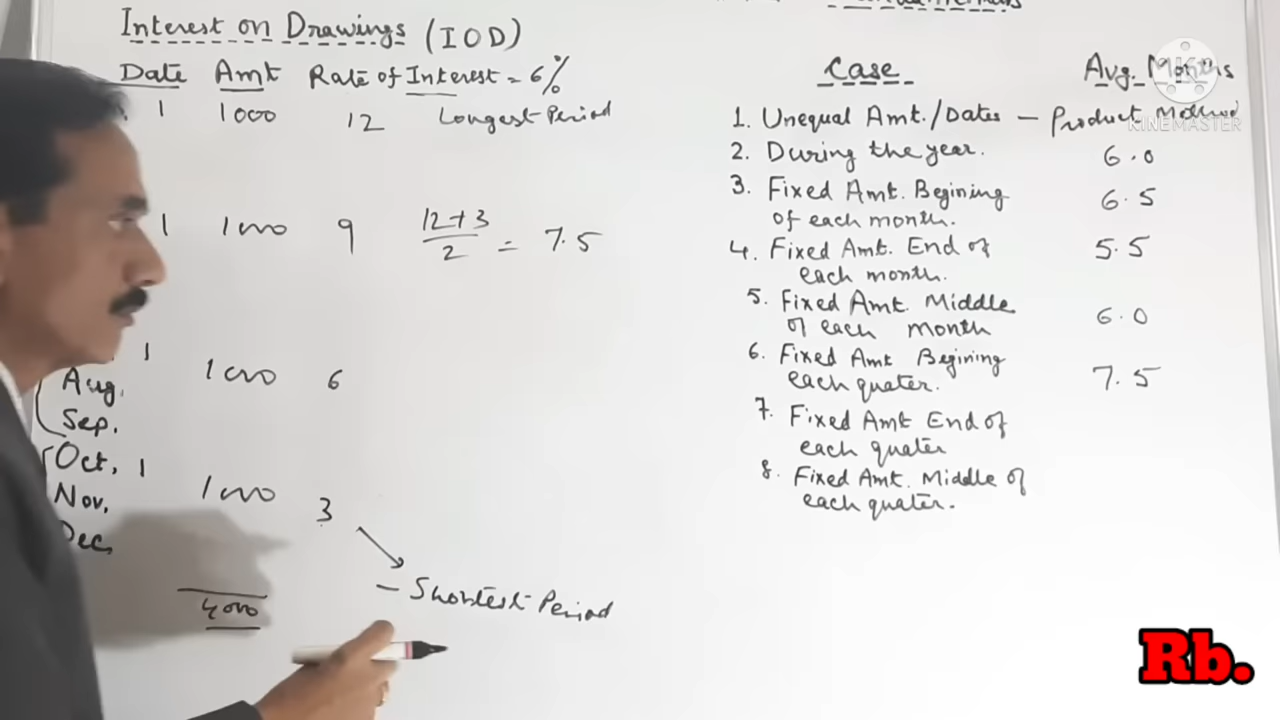 Interest on Drawings (IOD)
Date Amt Rate of Interest = 6%
1 1000 12 Longest Period
1 1000 9 12+3/2 = 7.5
1
Aug. 1000 6
Sep.
Oct. 1
Nov. 1000 3
Dec.
- Shortest Period
4000
Case Avg. Months
1. Unequal Amt./Dates - Product Method
2. During the year. 6.0
3. Fixed Amt. Begining 6.5
of each month.
4. Fixed Amt. End of 5.5
each month.
5. Fixed Amt. Middle
of each month 6.0
6. Fixed Amt Begining
each quater. 7.5
7. Fixed Amt End of
each quater
8. Fixed Amt. Middle of
each quater.
KINEMASTER
Rb.